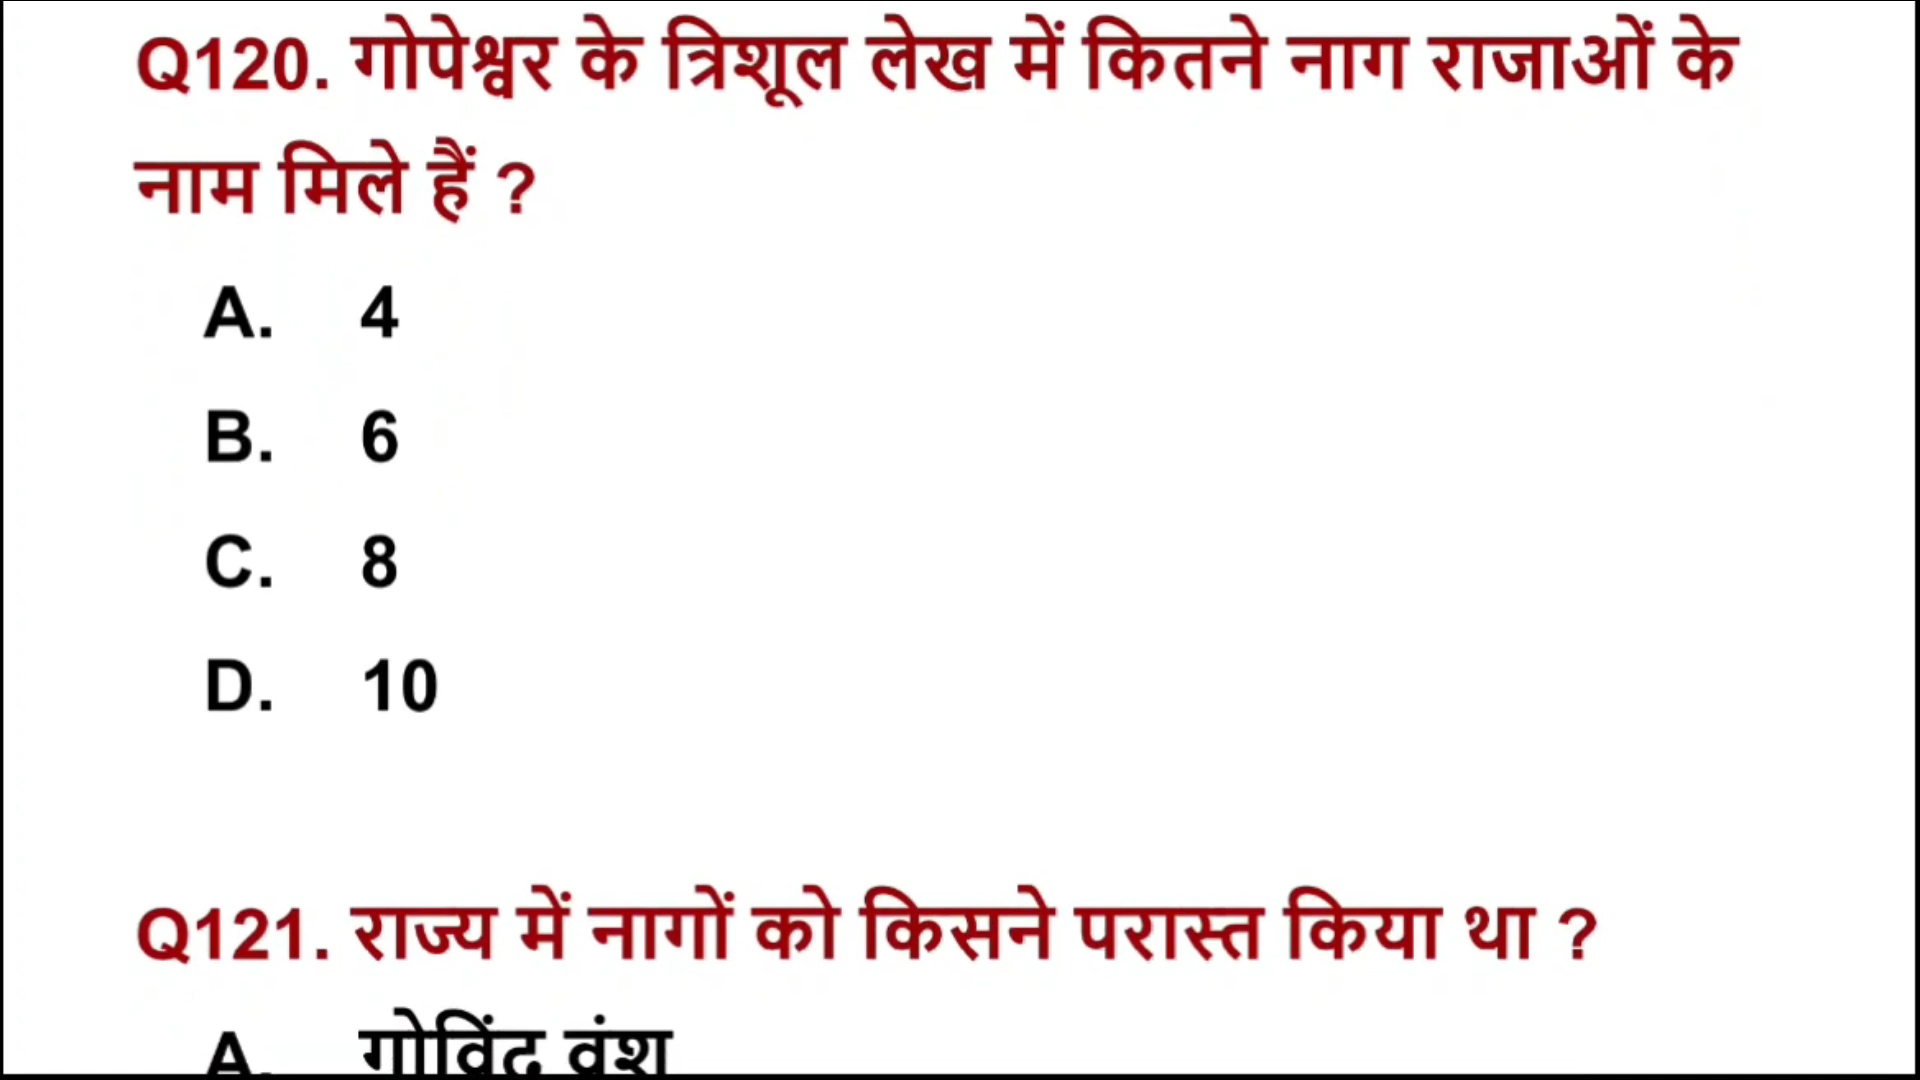 Q120. गोपेश्वर के त्रिशूल लेख में कितने नाग राजाओं के
नाम मिले हैं ?
A. 4
B. 6
C. 8
D. 10
Q121. राज्य में नागों को किसने परास्त किया था ?
A. गोविंद वंश